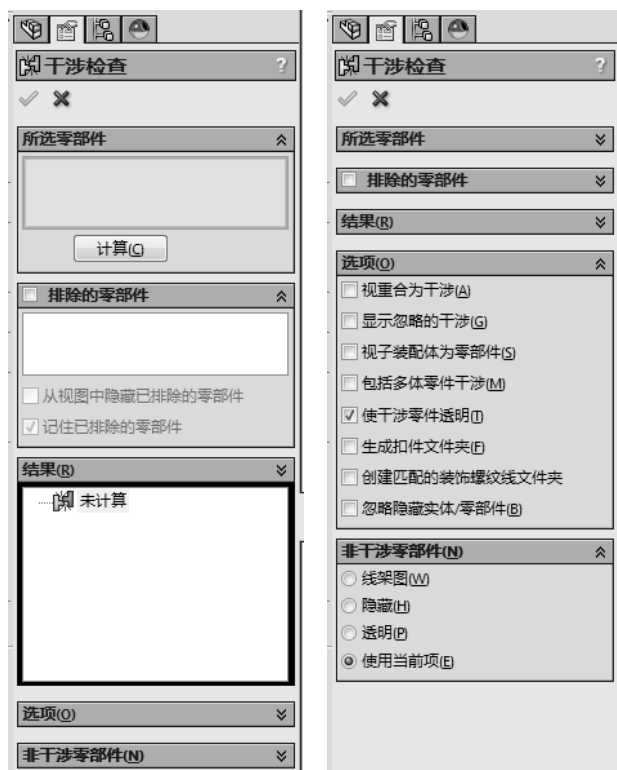 干涉检查 ?
所选零部件
计算(C)
排除的零部件
从视图中隐藏已排除的零部件
记住已排除的零部件
结果(R)
未计算
选项(O)
非干涉零部件(N)
干涉检查 ?
所选零部件
排除的零部件
结果(R)
选项(O)
视重合为干涉(A)
显示忽略的干涉(G)
视子装配体为零部件(S)
包括多体零件干涉(M)
使干涉零件透明(T)
生成扣件文件夹(F)
创建匹配的装饰螺纹线文件夹
忽略隐藏实体/零部件(B)
非干涉零部件(N)
线架图(W)
隐藏(H)
透明(P)
使用当前项(E)